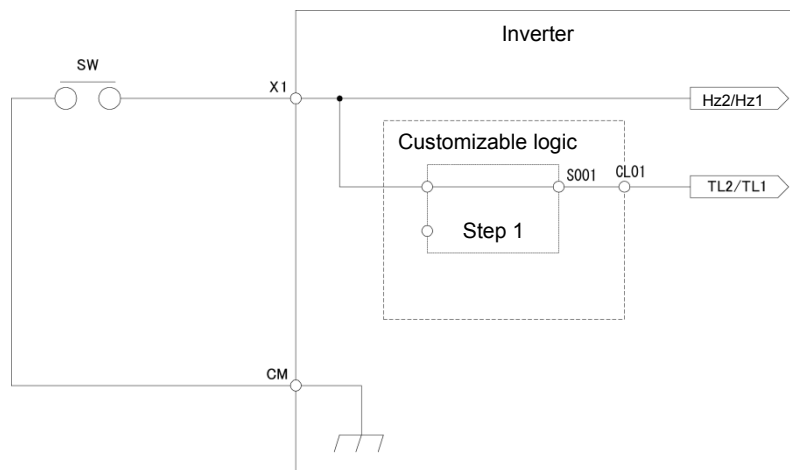 Inverter
SW
X1
Hz2/Hz1
Customizable logic
S001
CL01
TL2/TL1
Step 1
CM